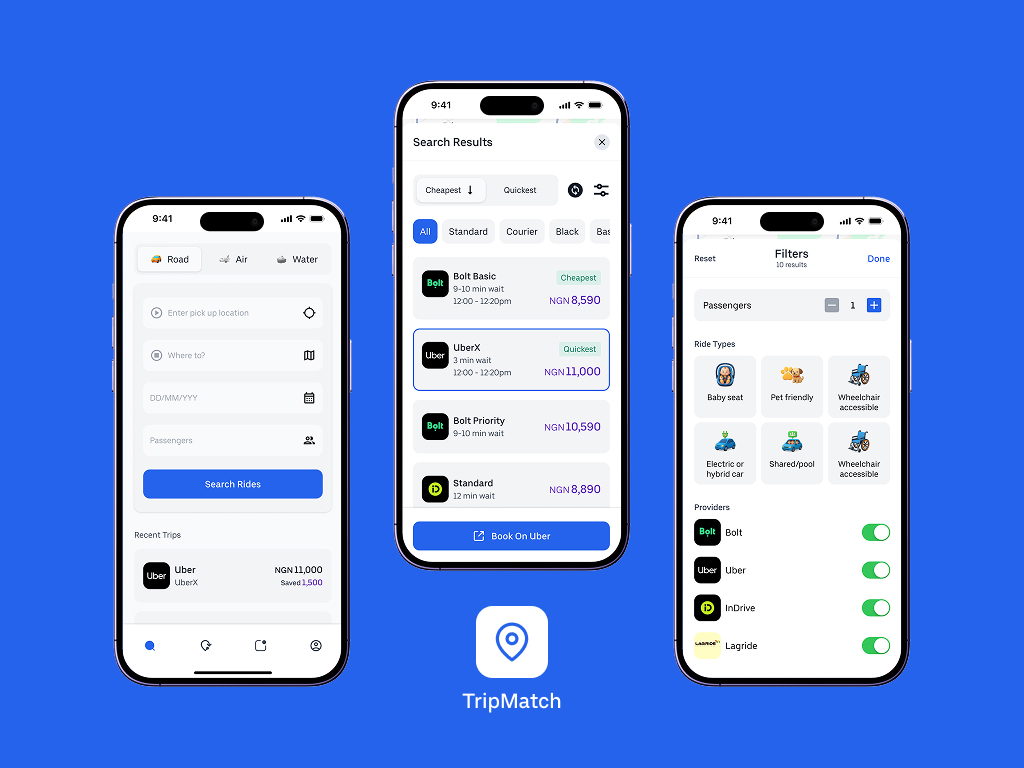 9:41
Road
Air
Water
Enter pick up location
Where to?
DD/MM/YYY
Passengers
Search Rides
Recent Trips
Uber
Uber
UberX
NGN 11,000
Saved 1,500
9:41
Search Results
Cheapest
Quickest
All
Standard
Courier
Black
Bas
Bolt
Bolt Basic
9-10 min wait
12:00 - 12:20pm
Cheapest
NGN 8,590
Uber
UberX
3 min wait
12:00 - 12:20pm
Quickest
NGN 11,000
Bolt
Bolt Priority
9-10 min wait
NGN 10,590
iD
Standard
12 min wait
NGN 8,890
Book On Uber
TripMatch
9:41
Reset
Filters
10 results
Done
Passengers
1
Ride Types
Baby seat
Pet friendly
Wheelchair
accessible
Electric or
hybrid car
Shared/pool
Wheelchair
accessible
Providers
Bolt
Bolt
Uber
Uber
iD
InDrive
LAGRIDE
Lagride